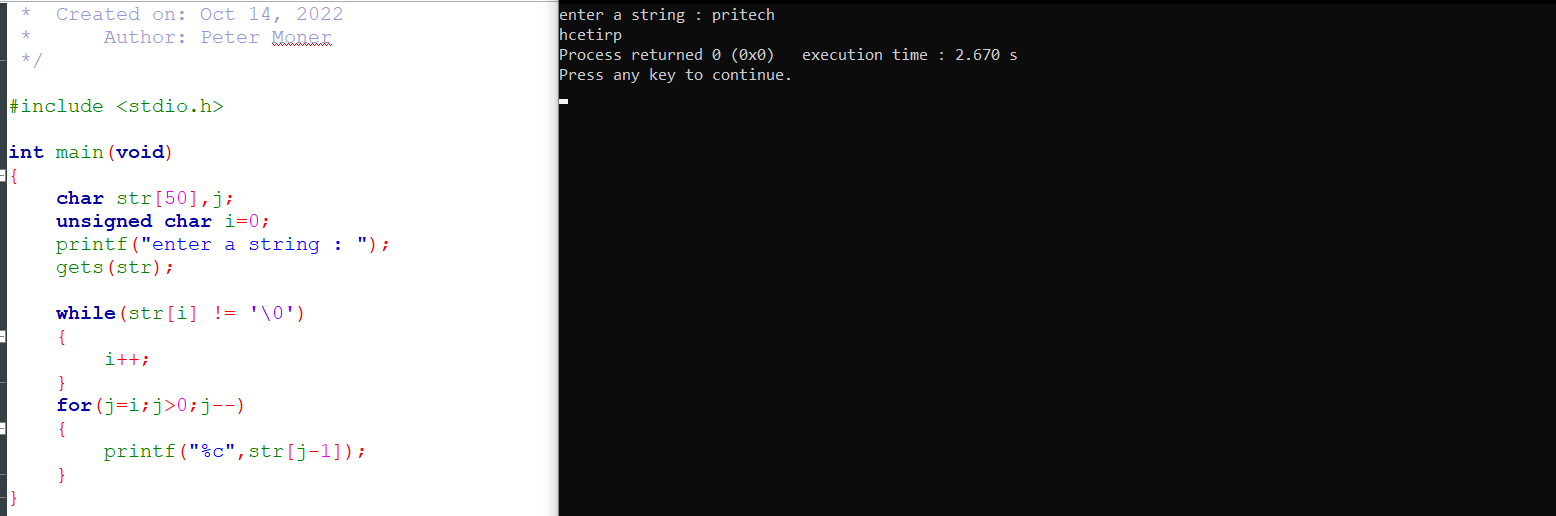 *  Created on: Oct 14, 2022
 *      Author: Peter Moner
 */
#include <stdio.h>
int main(void)
{
    char str[50],j;
    unsigned char i=0;
    printf("enter a string : ");
    gets(str);
    while(str[i] != '\0')
    {
        i++;
    }
    for(j=i;j>0;j--)
    {
        printf("%c",str[j-1]);
    }
}
enter a string : pritech
hcetirp
Process returned 0 (0x0)   execution time : 2.670 s
Press any key to continue.